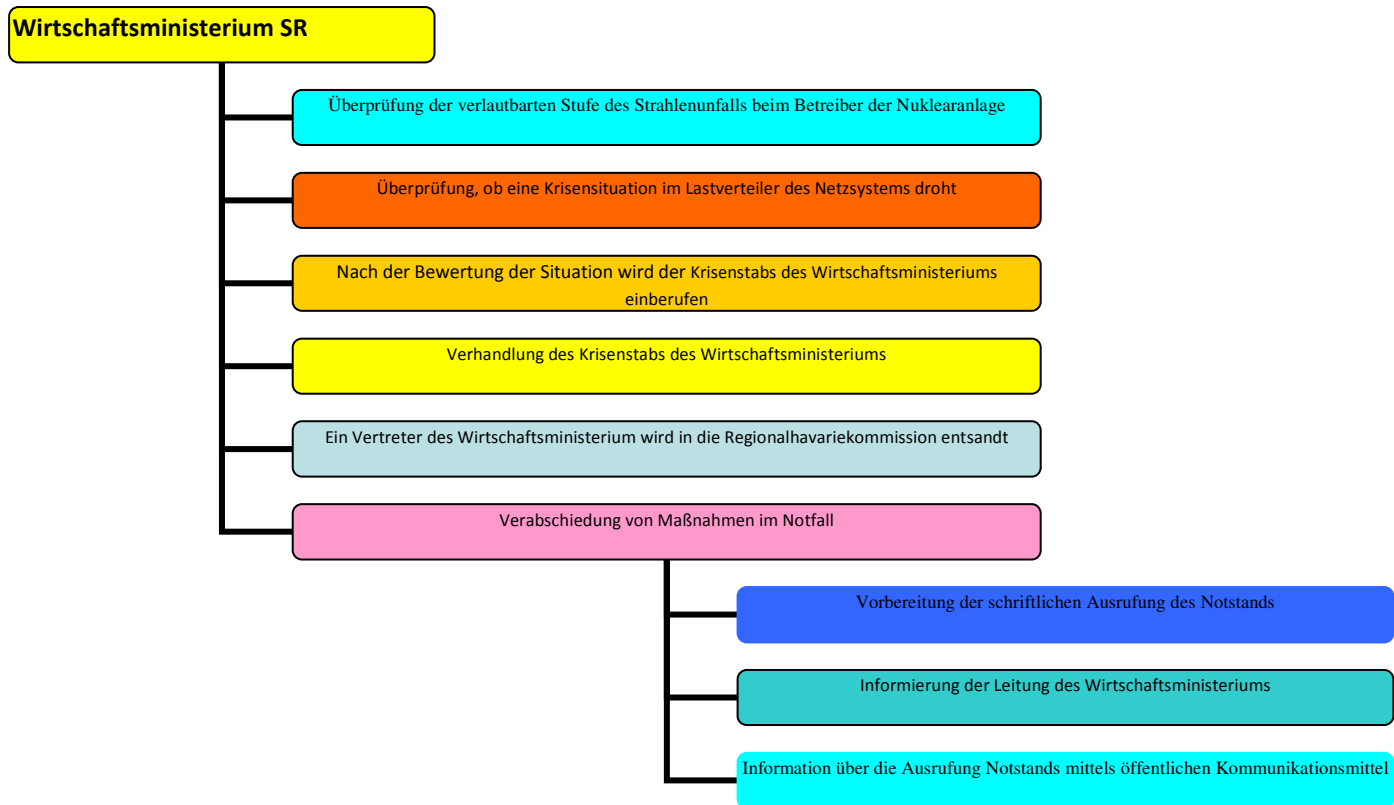 Wirtschaftsministerium SR
Überprüfung der verlautbarten Stufe des Strahlenunfalls beim Betreiber der Nuklearanlage
Überprüfung, ob eine Krisensituation im Lastverteiler des Netzsystems droht
Nach der Bewertung der Situation wird der Krisenstabs des Wirtschaftsministeriums
einberufen
Verhandlung des Krisenstabs des Wirtschaftsministeriums
Ein Vertreter des Wirtschaftsministerium wird in die Regionalhavariekommission entsandt
Verabschiedung von Maßnahmen im Notfall
Vorbereitung der schriftlichen Ausrufung des Notstands
Informierung der Leitung des Wirtschaftsministeriums
Information über die Ausrufung Notstands mittels öffentlichen Kommunikationsmittel